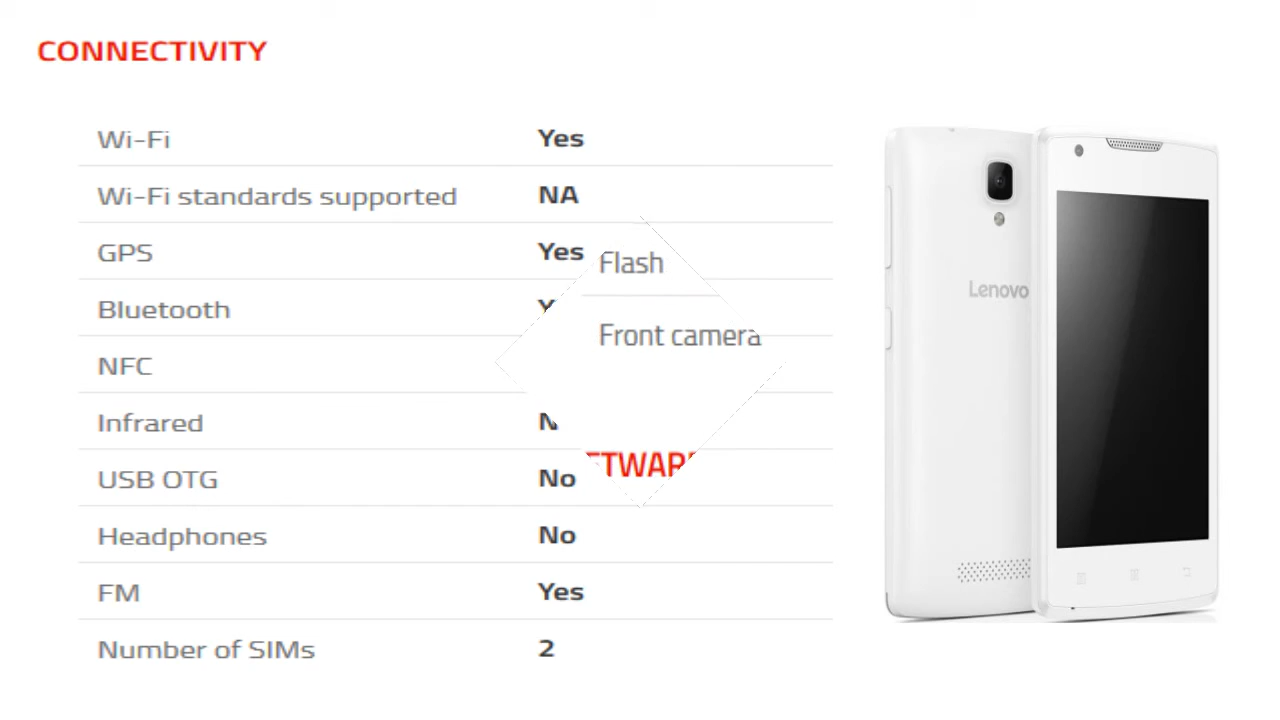 CONNECTIVITY
Wi-Fi Yes
Wi-Fi standards supported NA
GPS Yes
Flash
Bluetooth
Lenovo
Front camera
NFC
Infrared
USB OTG No
Headphones No
FM Yes
Number of SIMs 2